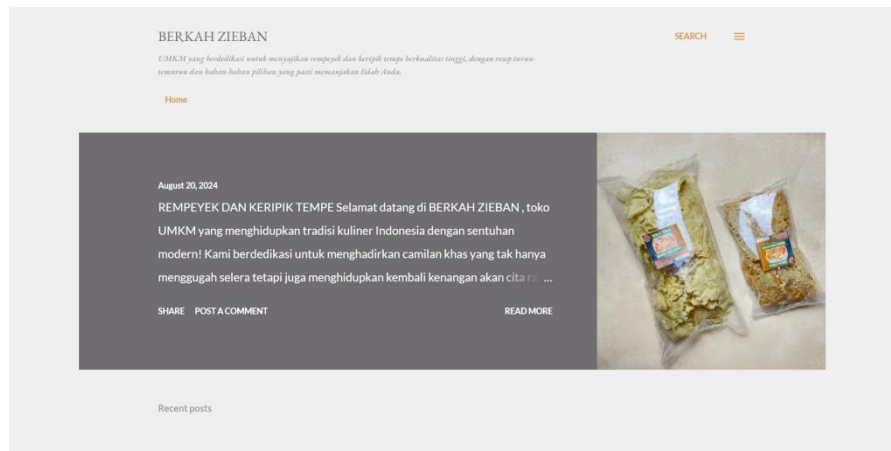 BERKAH ZIEBAN
SEARCH
UMKM yang berdedikasi untuk menyajikan rempeyek dan keripik tempe berkualitas tinggi, dengan resep turun-
temurun dan bahan-bahan pilihan yang pasti memanjakan lidah Anda.
Home
August 20, 2024
REMPEYEK DAN KERIPIK TEMPE Selamat datang di BERKAH ZIEBAN , toko
UMKM yang menghidupkan tradisi kuliner Indonesia dengan sentuhan
modern! Kami berdedikasi untuk menghadirkan camilan khas yang tak hanya
menggugah selera tetapi juga menghidupkan kembali kenangan akan cita ra ...
SHARE POST A COMMENT READ MORE
Recent posts